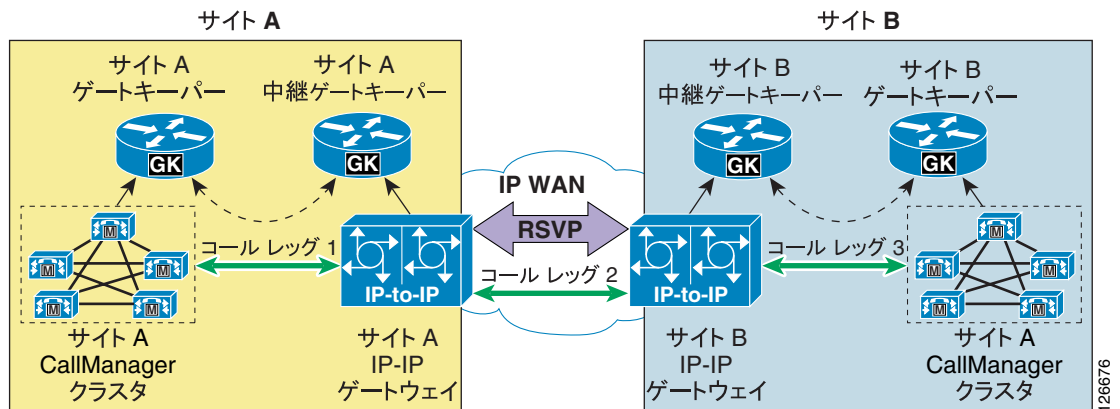 サイト A
サイト B
サイト A
ゲートキーパー
サイト A
中継ゲートキーパー
サイト B
中継ゲートキーパー
サイト B
ゲートキーパー
GK
GK
GK
GK
IP WAN
RSVP
コール レッグ 1
コール レッグ 2
コール レッグ 3
IP-to-IP
IP-to-IP
M
M
M
M
M
M
M
M
M
M
サイト A
CallManager
クラスタ
サイト A
IP-IP
ゲートウェイ
サイト B
IP-IP
ゲートウェイ
サイト A
CallManager
クラスタ
126676